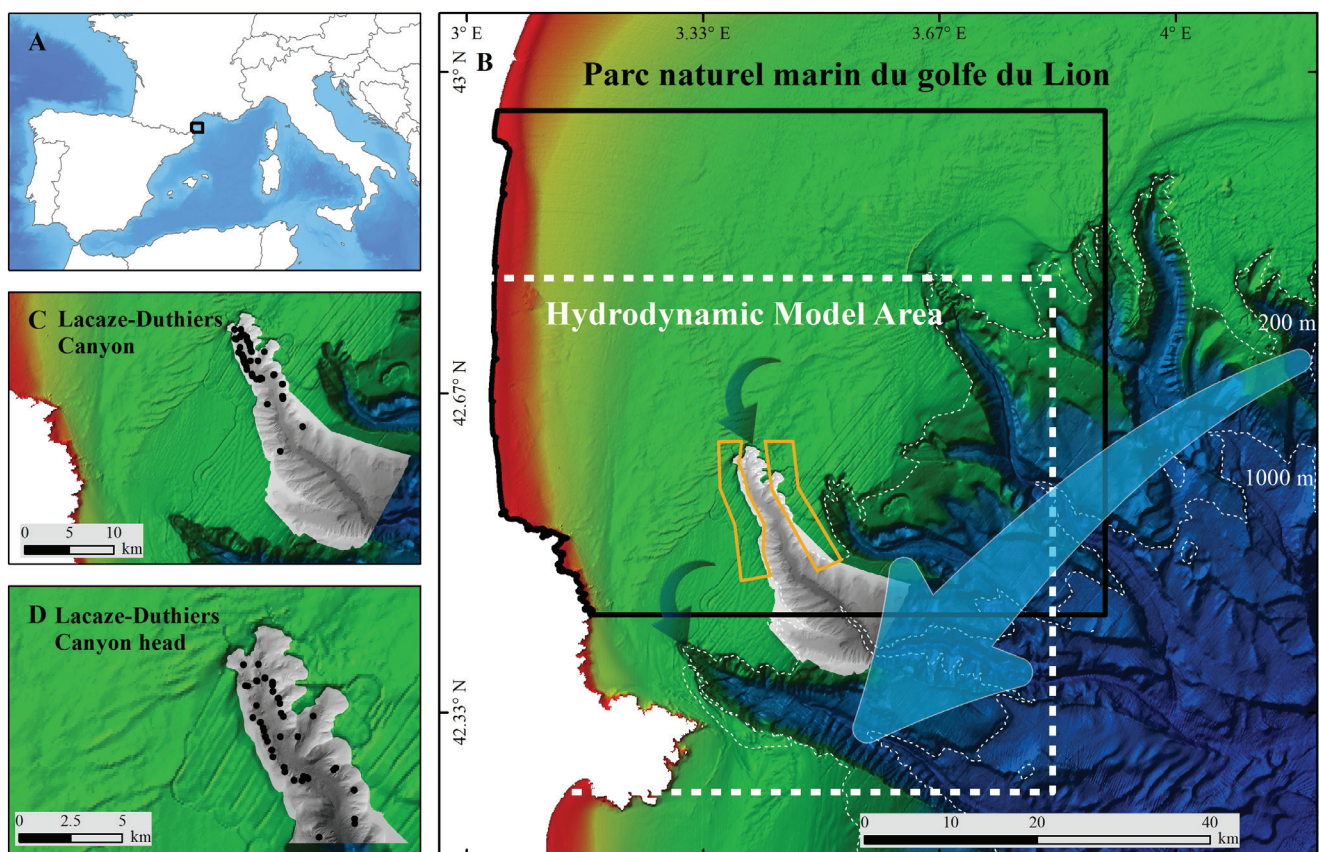 A
C Lacaze-Duthiers
Canyon
0 5 10
km
D Lacaze-Duthiers
Canyon head
0 2.5 5
km
3° E 3.33° E 3.67° E 4° E
B
Parc naturel marin du golfe du Lion
43° N
Hydrodynamic Model Area
200 m
42.67° N
1000 m
42.33° N
0 10 20 40
km